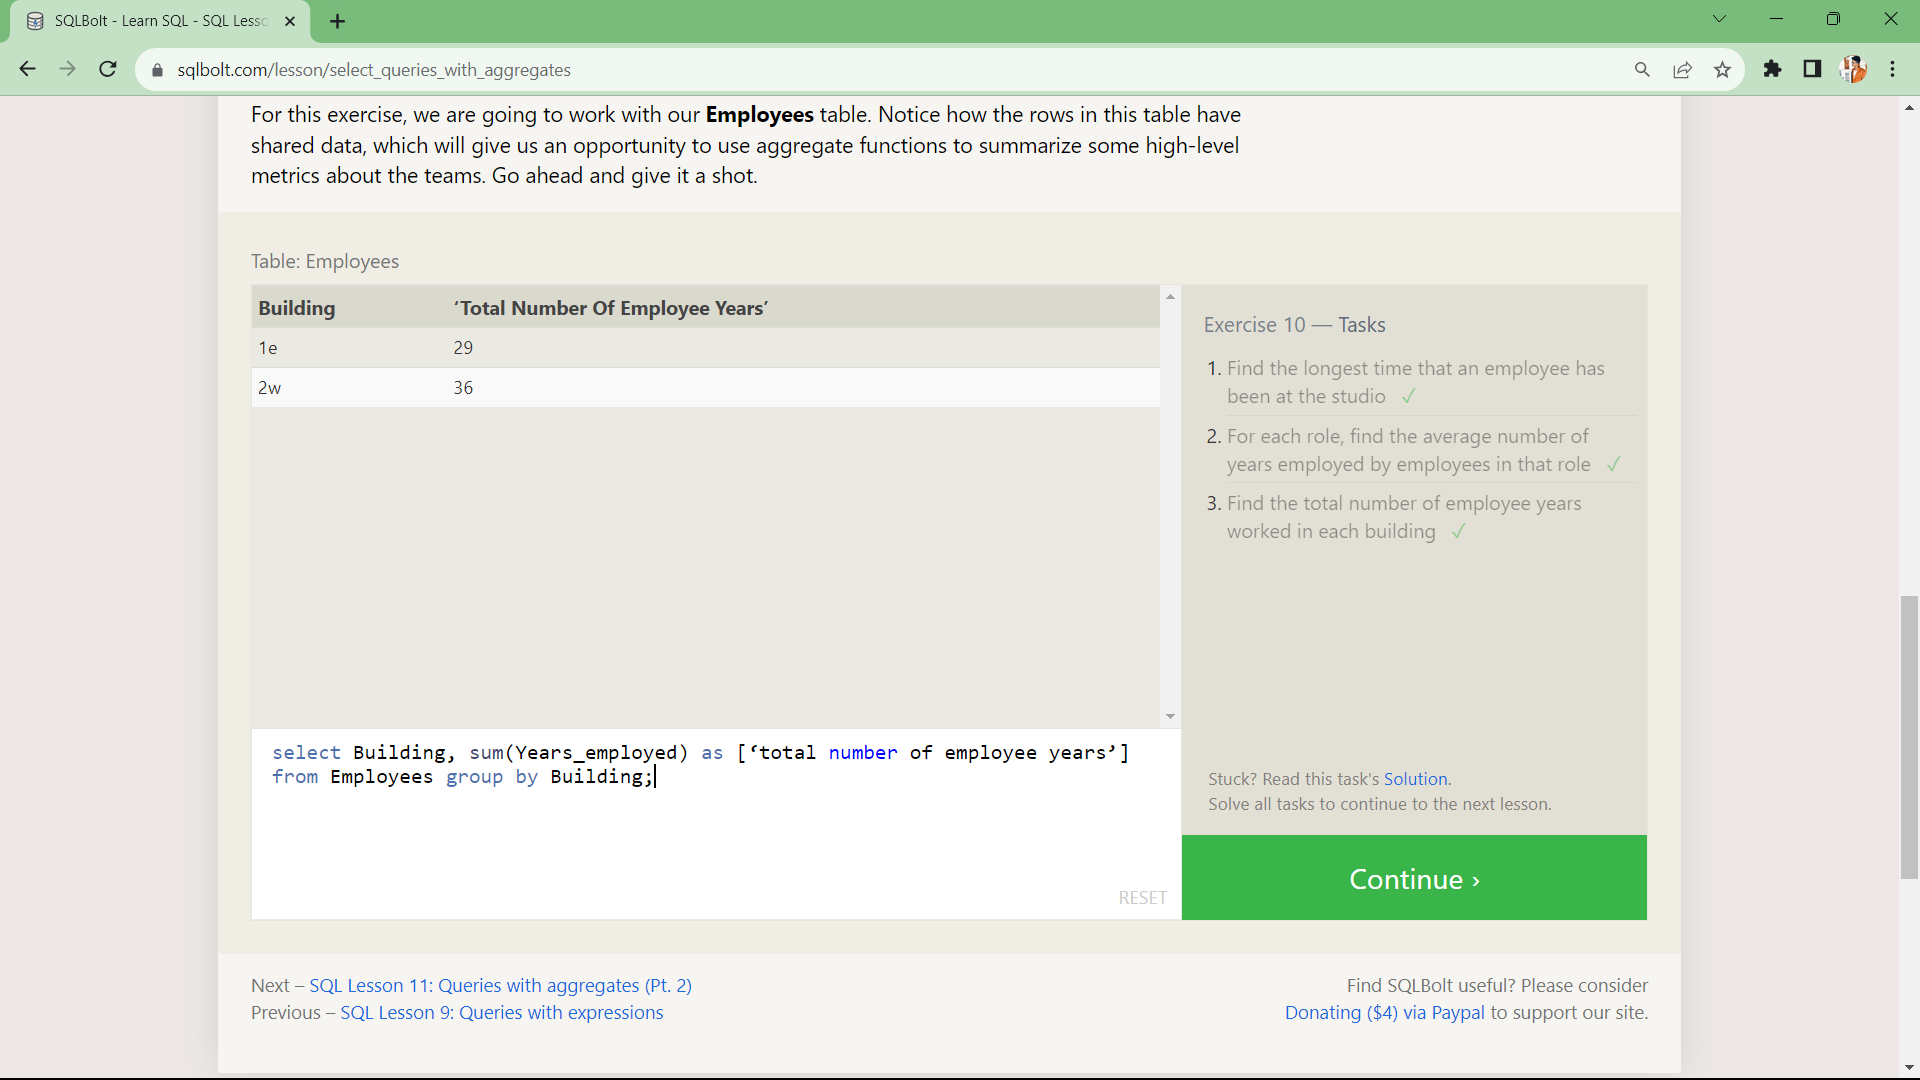 SQLBolt - Learn SQL - SQL Lesso
sqlbolt.com/lesson/select_queries_with_aggregates
For this exercise, we are going to work with our Employees table. Notice how the rows in this table have
shared data, which will give us an opportunity to use aggregate functions to summarize some high-level
metrics about the teams. Go ahead and give it a shot.
Table: Employees
Building ‘Total Number Of Employee Years’
1e 29
2w 36
select Building, sum(Years_employed) as [‘total number of employee years’]
from Employees group by Building;
RESET
Exercise 10 — Tasks
1. Find the longest time that an employee has
been at the studio ✓
2. For each role, find the average number of
years employed by employees in that role ✓
3. Find the total number of employee years
worked in each building ✓
Stuck? Read this task's Solution.
Solve all tasks to continue to the next lesson.
Continue ›
Next – SQL Lesson 11: Queries with aggregates (Pt. 2)
Previous – SQL Lesson 9: Queries with expressions
Find SQLBolt useful? Please consider
Donating ($4) via Paypal to support our site.